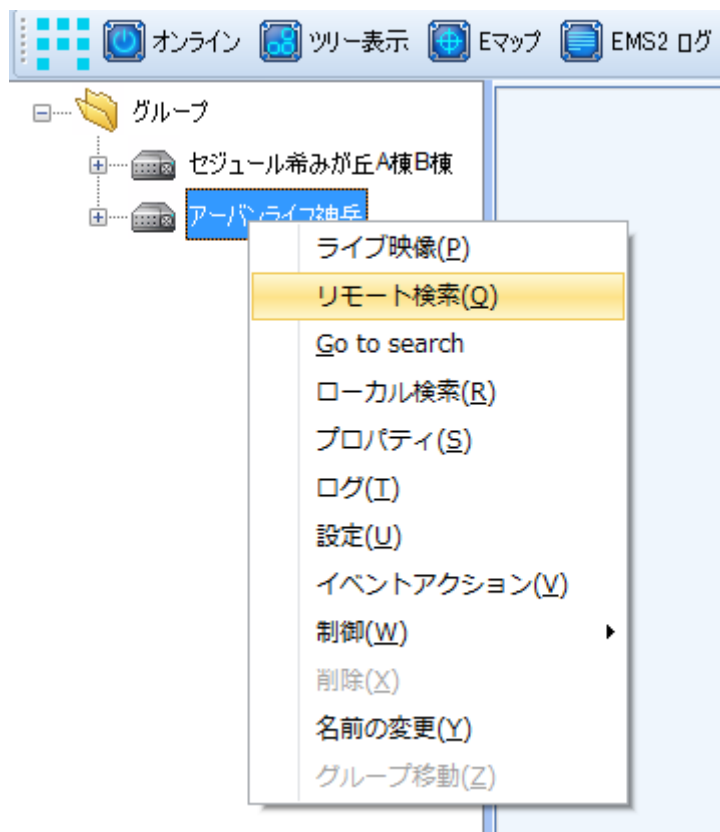 オンライン ツリー表示 Eマップ EMS2 ログ
グループ
セジュール希みが丘A棟B棟
アーバンライフ神岳
ライブ映像(P)
リモート検索(Q)
Go to search
ローカル検索(R)
プロパティ(S)
ログ(T)
設定(U)
イベントアクション(V)
制御(W)
削除(X)
名前の変更(Y)
グループ移動(Z)